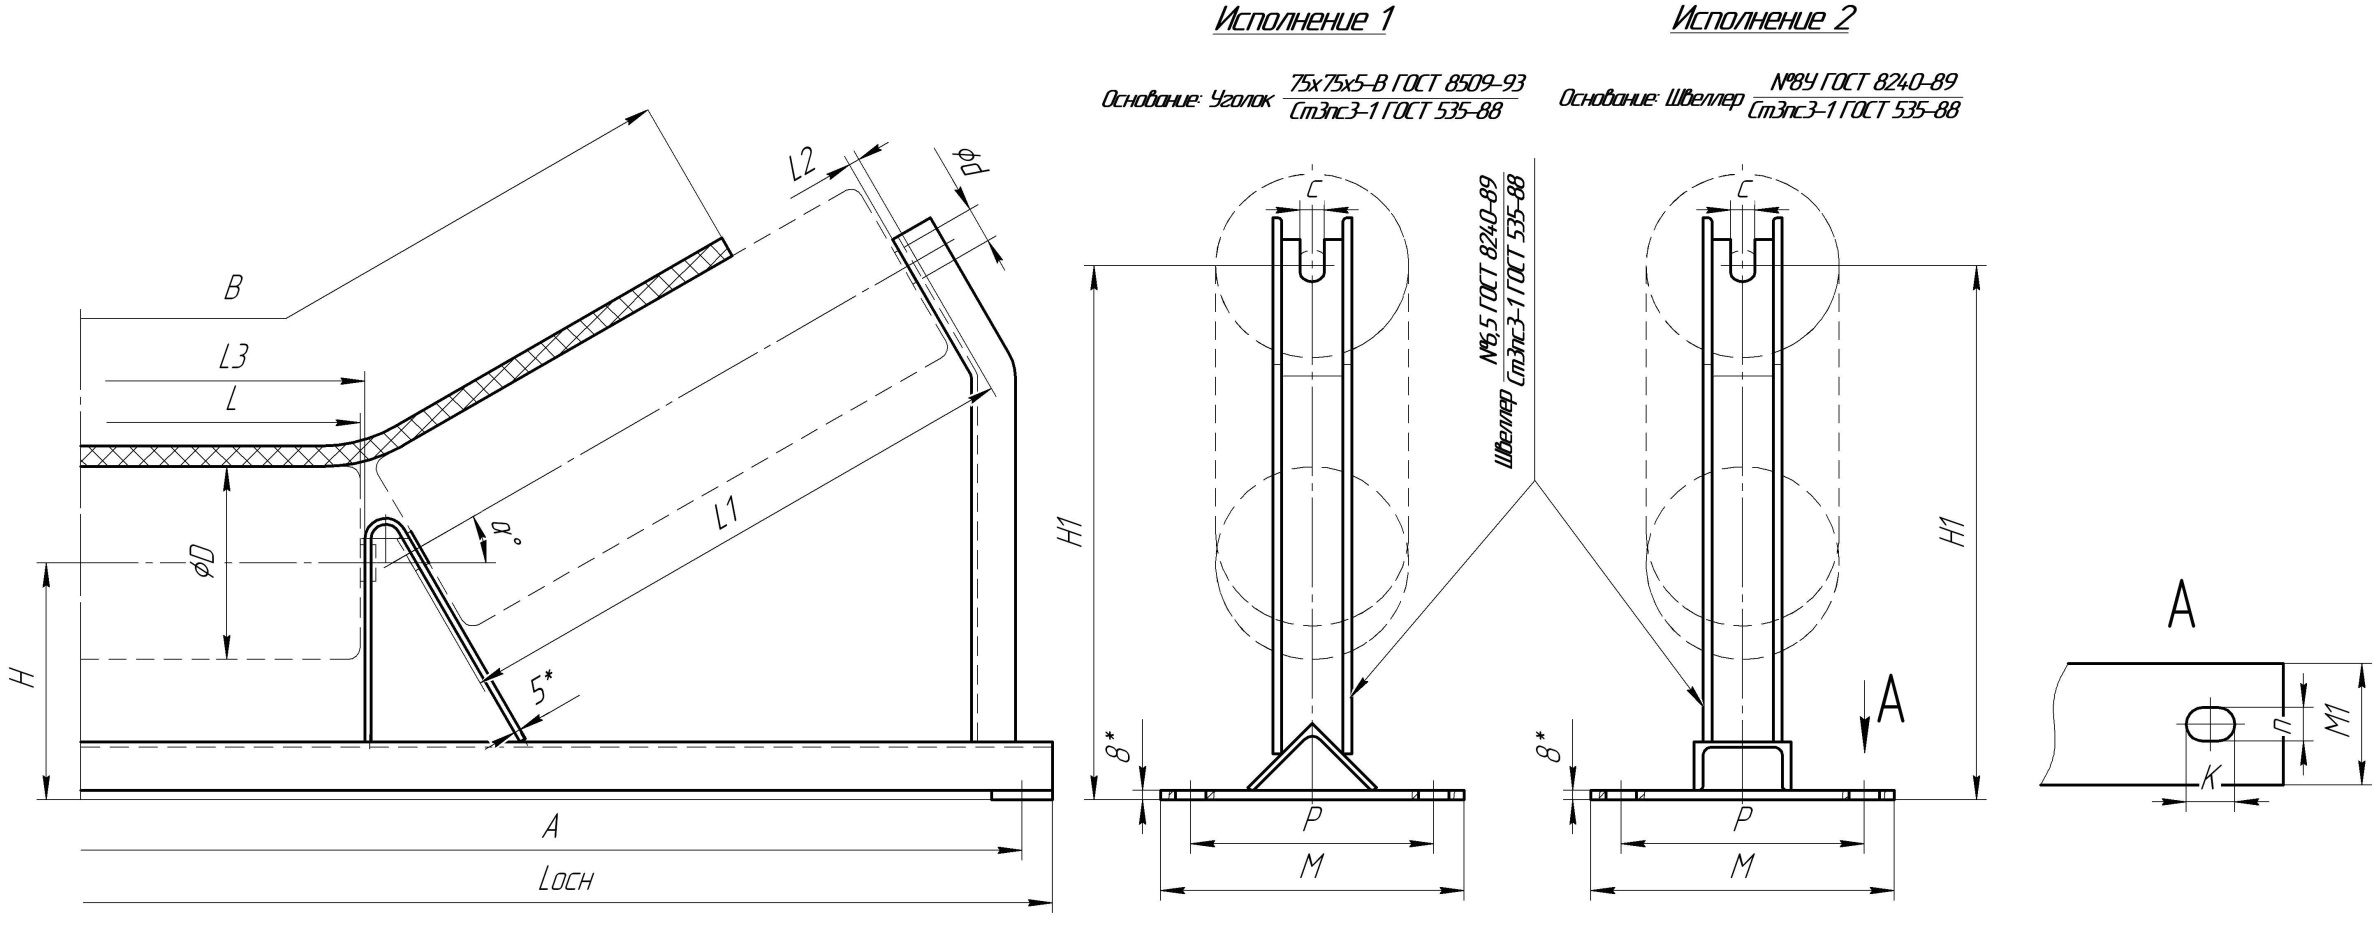 Исполнение 1
Исполнение 2
Основание: Уголок 75х75х5-В ГОСТ 8509-93
Ст3пс3-1 ГОСТ 535-88
Основание: Швеллер №8У ГОСТ 8240-89
Ст3пс3-1 ГОСТ 535-88
B
L3
L
L2
ϕd
L1
α°
ϕD
H
5*
A
Lосн
Швеллер №6,5 ГОСТ 8240-89
Ст3пс3-1 ГОСТ 535-88
c
H1
8*
P
M
c
H1
8*
P
M
A
A
n
M1
K